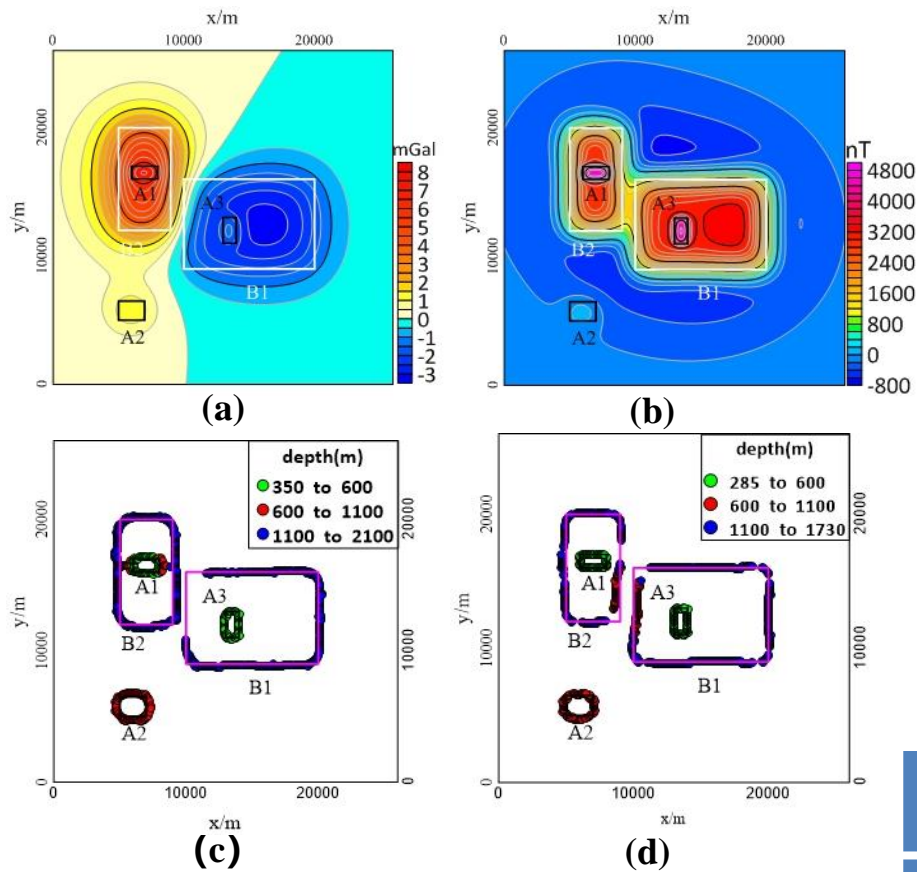 x/m
x/m
0 10000 20000
0 10000 20000
y/m
20000
10000
0
A1
A3
B2
B1
A2
mGal
8
7
6
5
4
3
2
1
0
-1
-2
-3
(a)
y/m
20000
10000
0
A1
A3
B2
B1
A2
nT
4800
4000
3200
2400
1600
800
0
-800
(b)
depth(m)
350 to 600
600 to 1100
1100 to 2100
y/m
20000
10000
0
A1
A3
B2
B1
A2
20000
10000
0
0 10000 20000
x/m
(c)
depth(m)
285 to 600
600 to 1100
1100 to 1730
y/m
20000
10000
0
A1
A3
B2
B1
A2
20000
10000
0
0 10000 20000
x/m
(d)